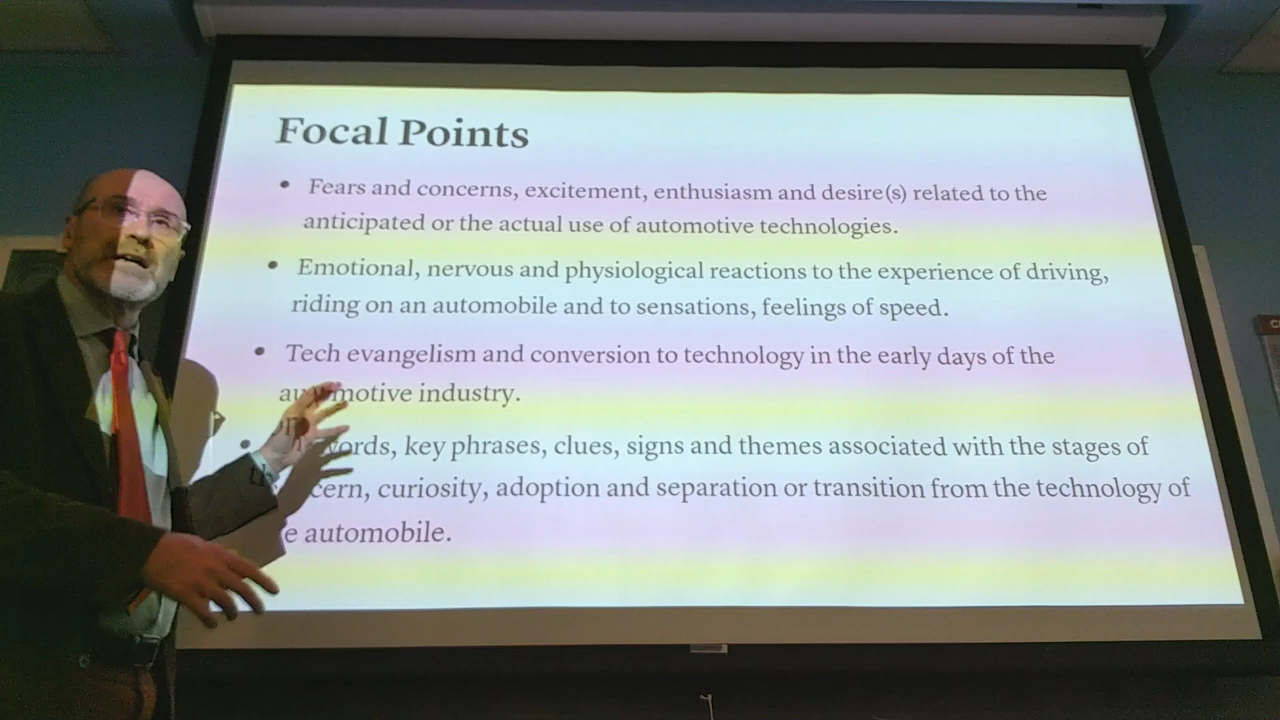 Focal Points
• Fears and concerns, excitement, enthusiasm and desire(s) related to the
anticipated or the actual use of automotive technologies.
• Emotional, nervous and physiological reactions to the experience of driving,
riding on an automobile and to sensations, feelings of speed.
• Tech evangelism and conversion to technology in the early days of the
automotive industry.
• key phrases, clues, signs and themes associated with the stages of
curiosity, adoption and separation or transition from the technology of
automobile.